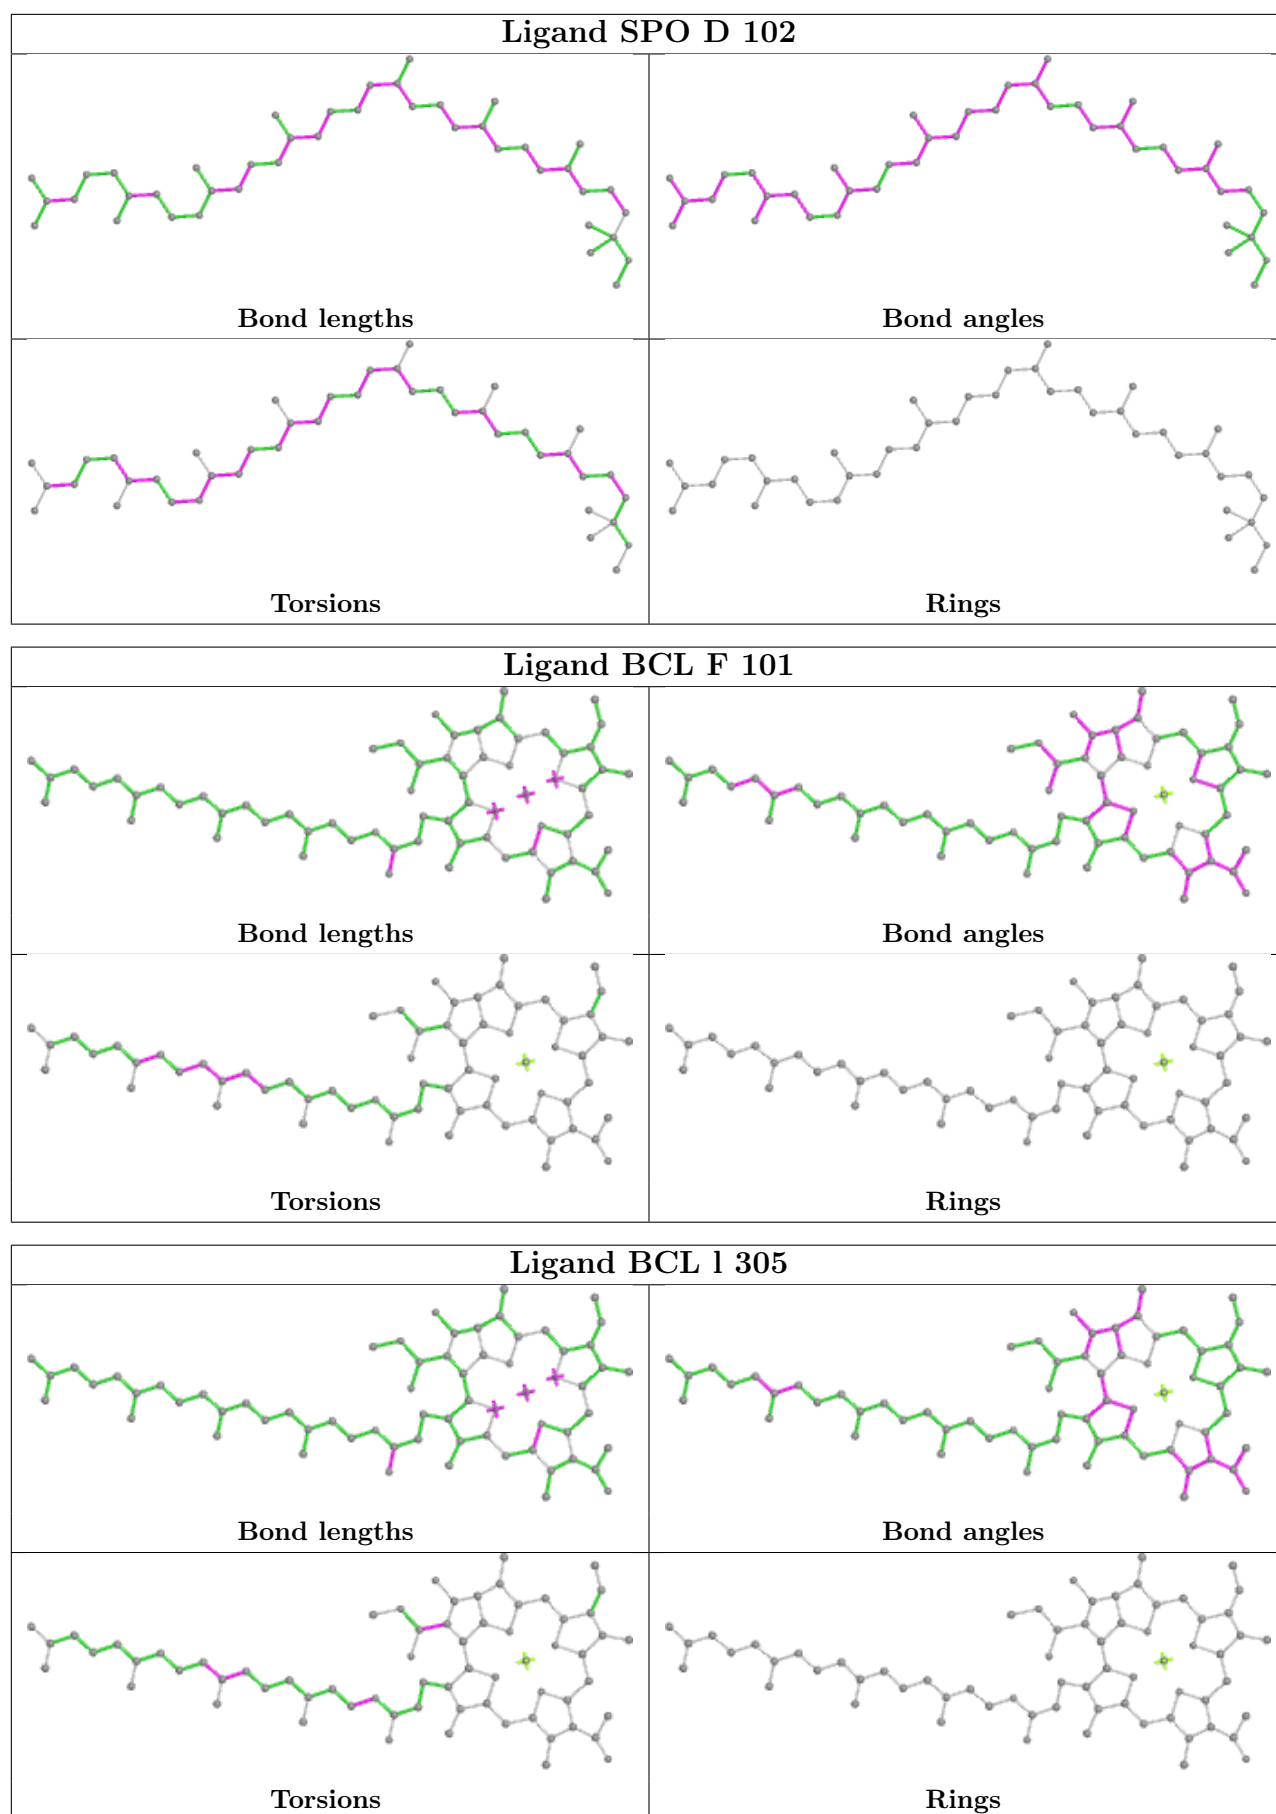 Ligand SPO D 102
Bond lengths
Bond angles
Torsions
Rings
Ligand BCL F 101
Bond lengths
Bond angles
Torsions
Rings
Ligand BCL l 305
Bond lengths
Bond angles
Torsions
Rings